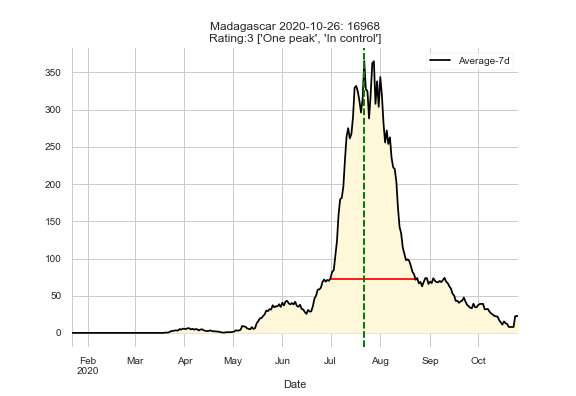 Madagascar 2020-10-26: 16968
Rating:3 ['One peak', 'In control']
Average-7d
350
300
250
200
150
100
50
0
Feb Mar Apr May Jun Jul Aug Sep Oct
2020
Date